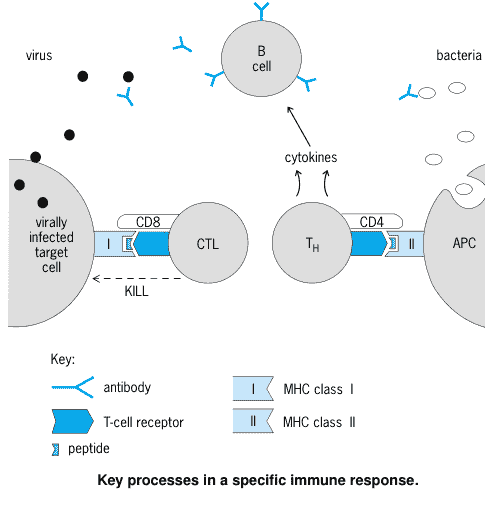 virus
B
cell
bacteria
cytokines
virally
infected
target
cell
I
CD8
CTL
TH
CD4
II
APC
KILL
Key:
antibody
T-cell receptor
peptide
I MHC class I
II MHC class II
Key processes in a specific immune response.